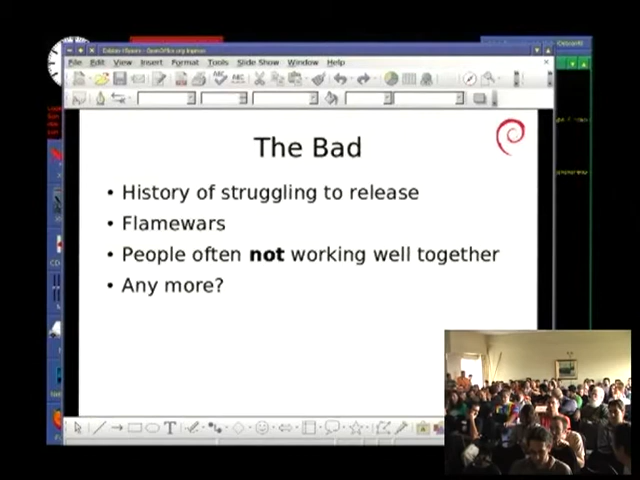 File Edit View Insert Format Tools Slide Show Window Help
The Bad
• History of struggling to release
• Flamewars
• People often not working well together
• Any more?